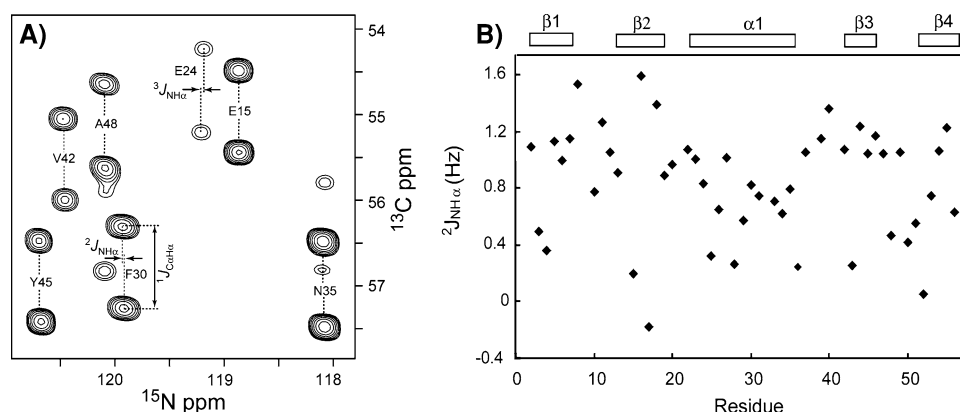 A)
E24
³J_NHα
E15
A48
V42
²J_NHα
¹J_CαHα
F30
Y45
N35
54
55
56
57
¹³C ppm
120 119 118
¹⁵N ppm
B)
β1 β2 α1 β3 β4
1.6
1.2
0.8
0.4
0
-0.4
²J_NHα (Hz)
0 10 20 30 40 50
Residue